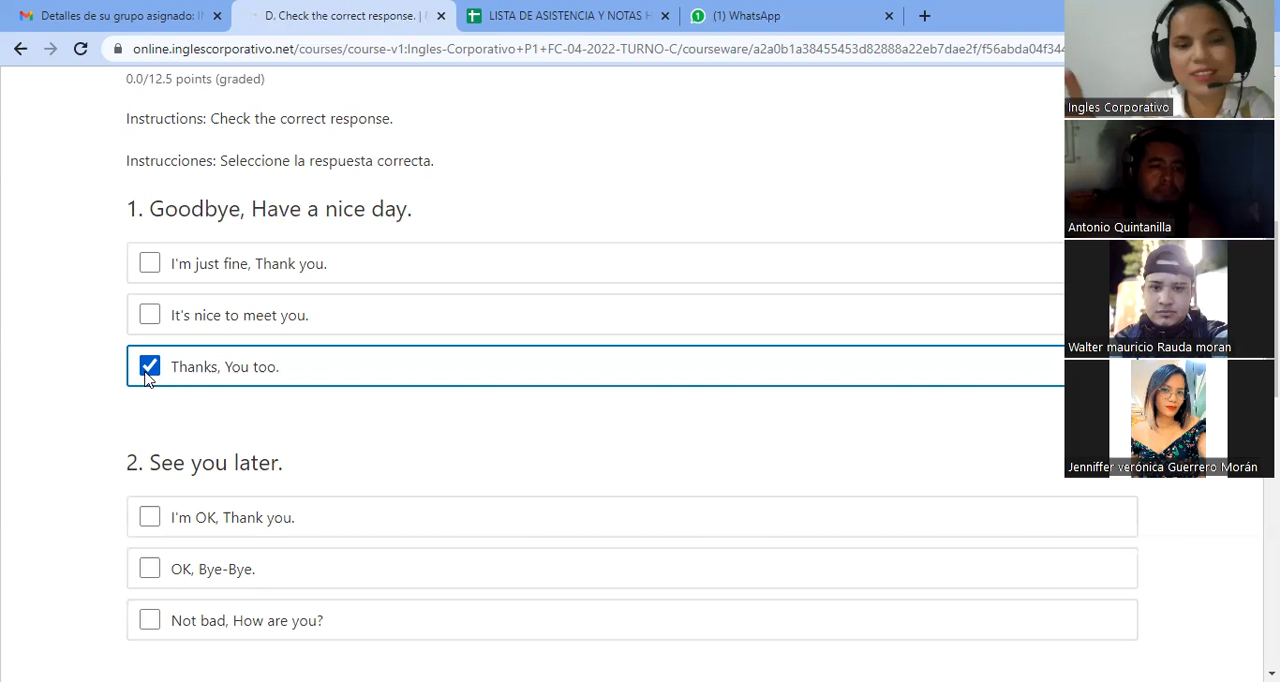 Detalles de su grupo asignado: I
D, Check the correct response. |
LISTA DE ASISTENCIA Y NOTAS H
(1) WhatsApp
online.inglescorporativo.net/courses/course-v1:Ingles-Corporativo+P1+FC-04-2022-TURNO-C/courseware/a2a0b1a38455453d82888a22eb7dae2f/f56abda04f344
0.0/12.5 points (graded)
Instructions: Check the correct response.
Instrucciones: Seleccione la respuesta correcta.
1. Goodbye, Have a nice day.
I'm just fine, Thank you.
It's nice to meet you.
Thanks, You too.
2. See you later.
I'm OK, Thank you.
OK, Bye-Bye.
Not bad, How are you?
Ingles Corporativo
Antonio Quintanilla
Walter mauricio Rauda moran
Jenniffer verónica Guerrero Morán